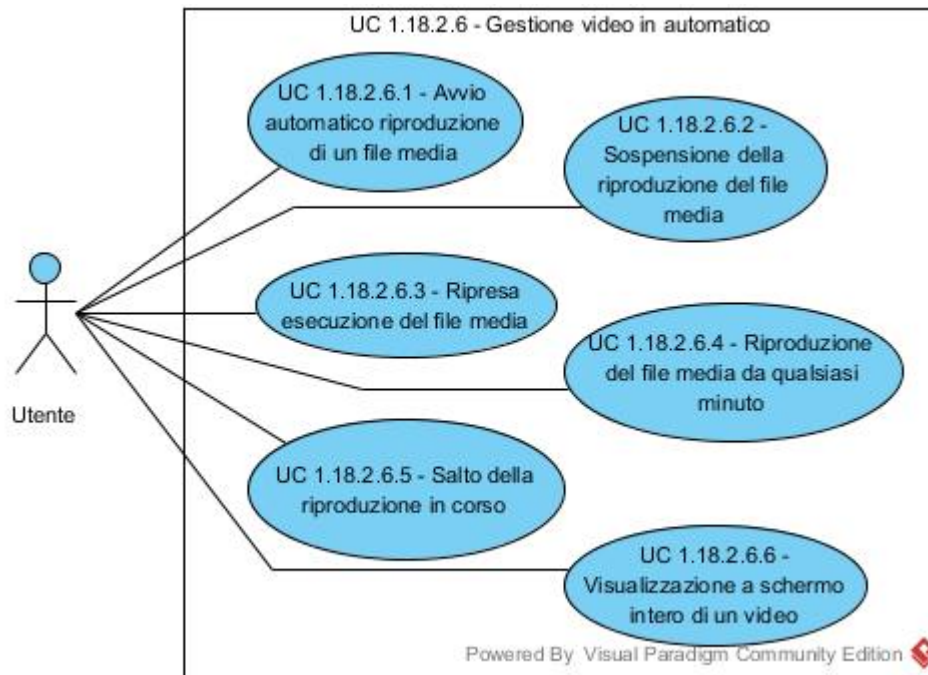 UC 1.18.2.6 - Gestione video in automatico
UC 1.18.2.6.1 - Avvio
automatico riproduzione
di un file media
UC 1.18.2.6.2 -
Sospensione della
riproduzione del file
media
UC 1.18.2.6.3 - Ripresa
esecuzione del file media
UC 1.18.2.6.4 - Riproduzione
del file media da qualsiasi
minuto
Utente
UC 1.18.2.6.5 - Salto della
riproduzione in corso
UC 1.18.2.6.6 -
Visualizzazione a schermo
intero di un video
Powered By Visual Paradigm Community Edition